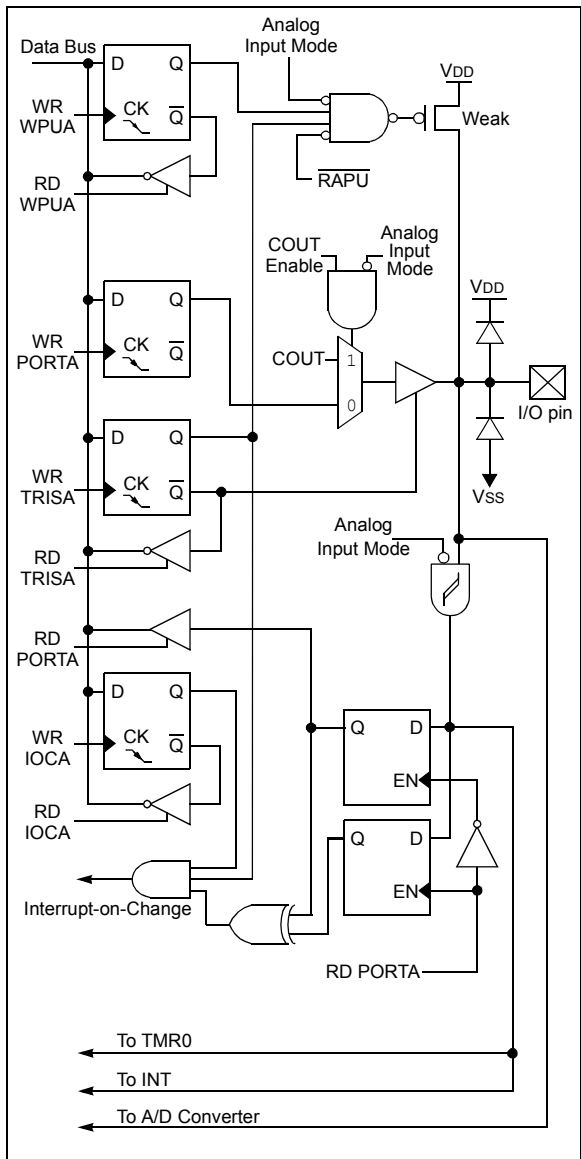 Analog
Input Mode
Data Bus
D Q
VDD
WR
WPUA
CK
Q
Weak
RD
WPUA
RAPU
COUT
Enable
Analog
Input
Mode
D Q
VDD
WR
PORTA
CK
Q
COUT
1
0
I/O pin
D Q
WR
TRISA
CK
Q
VSS
Analog
Input Mode
RD
TRISA
RD
PORTA
D Q
Q D
WR
IOCA
CK
Q
EN
RD
IOCA
Q D
Interrupt-on-Change
EN
RD PORTA
To TMR0
To INT
To A/D Converter